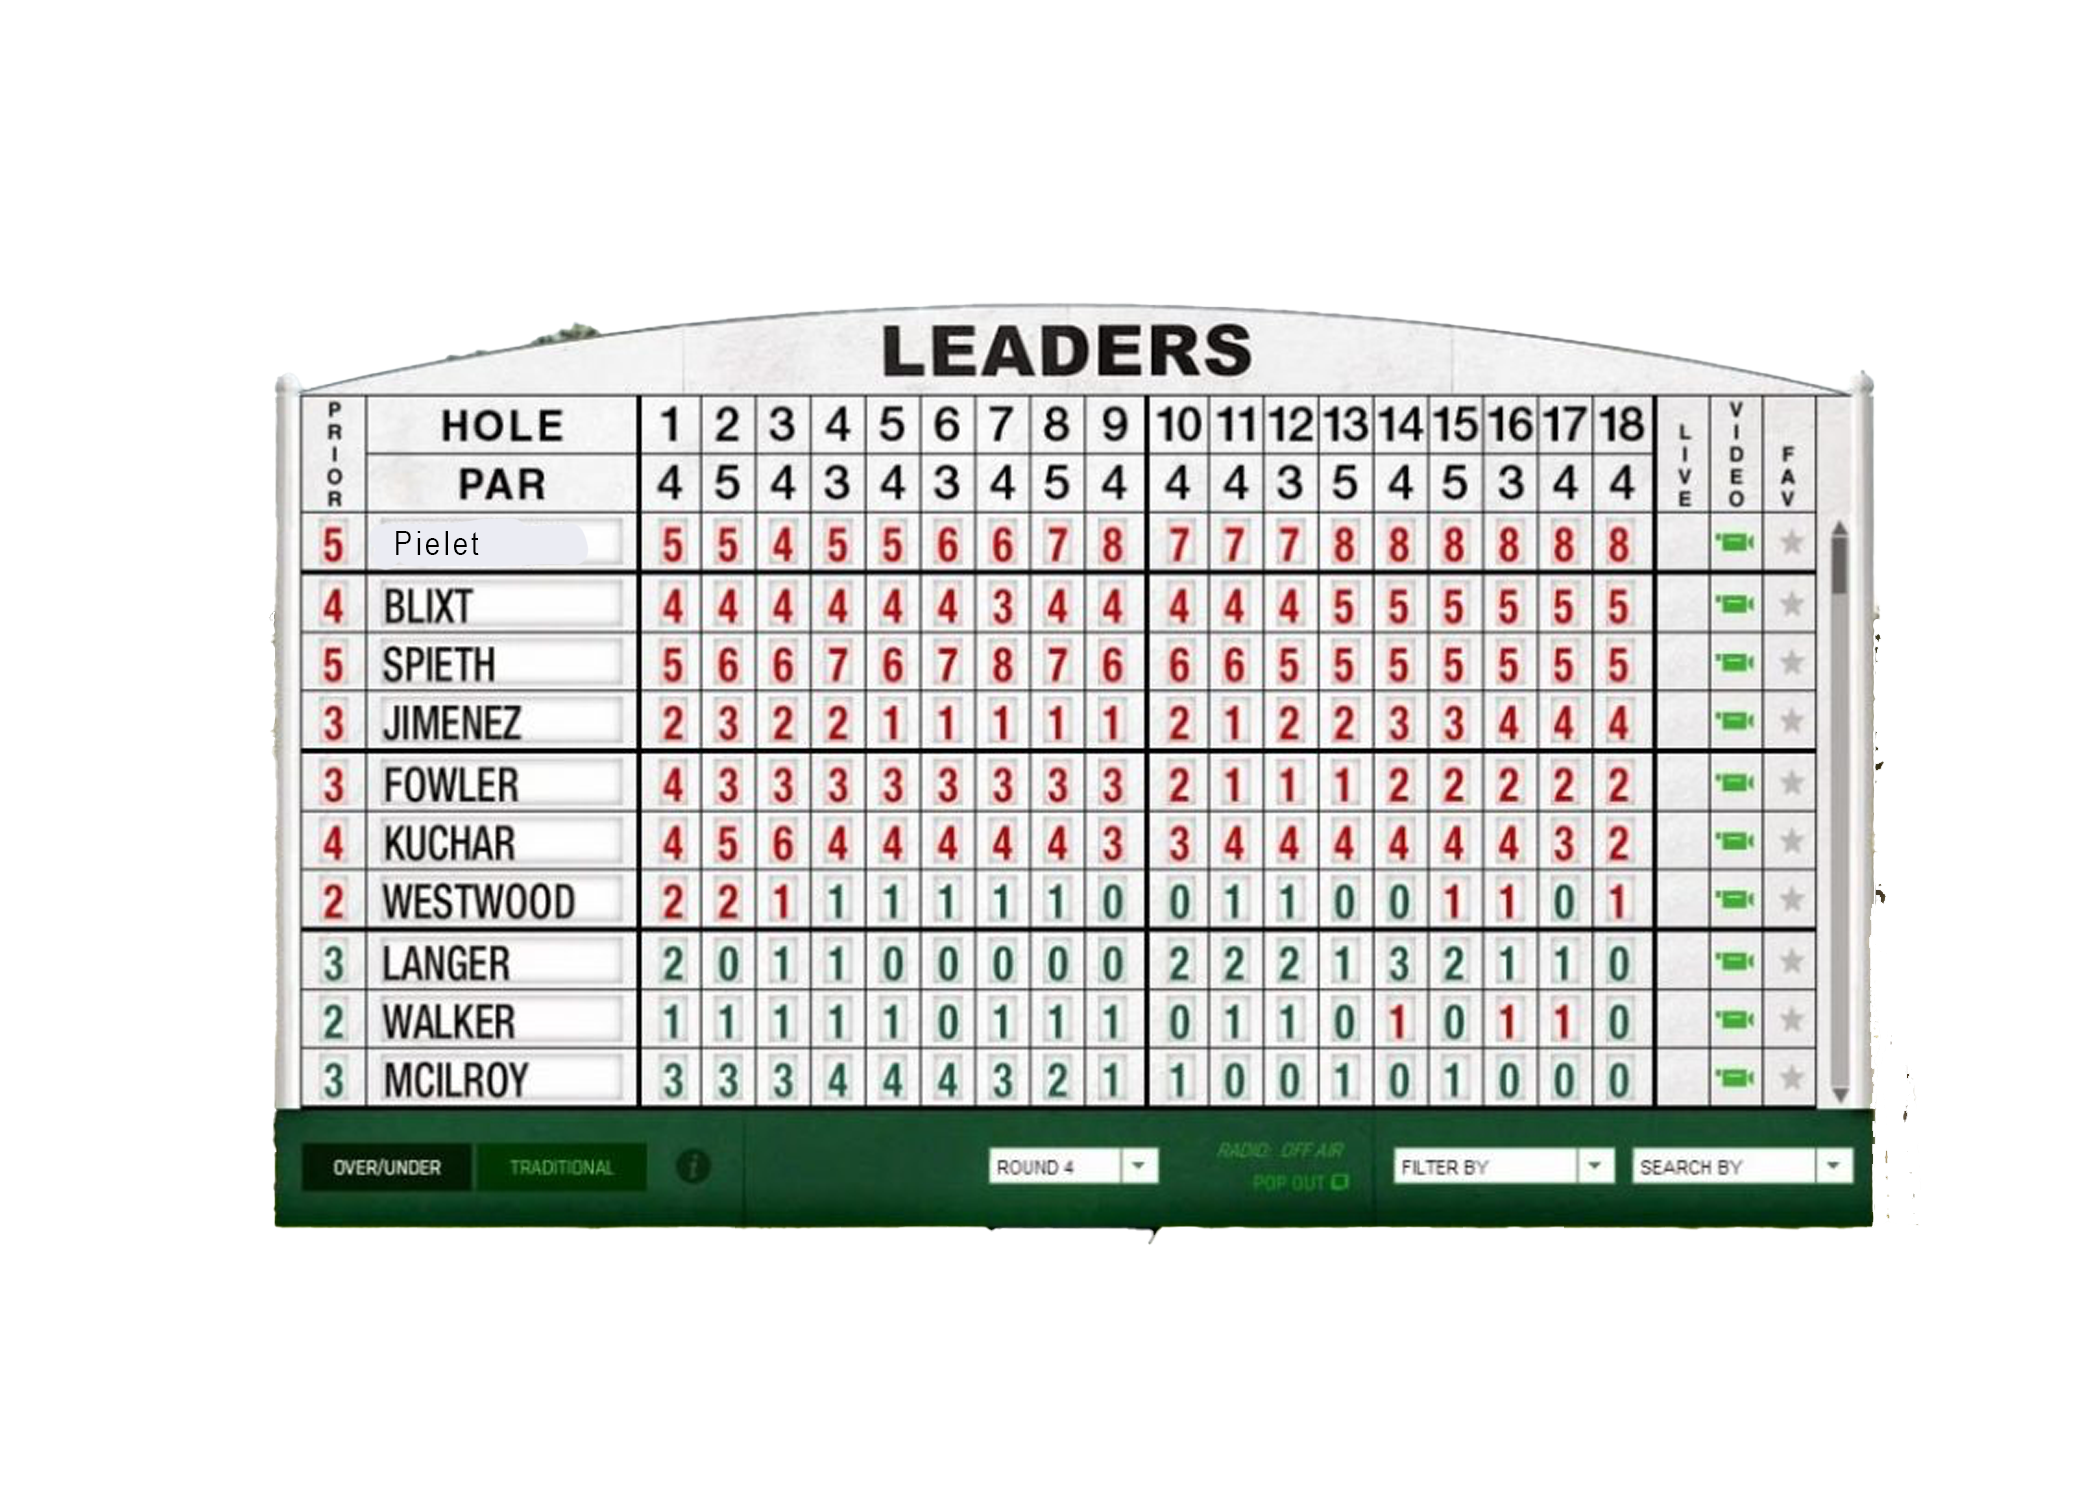 LEADERS
PRIOR HOLE 1 2 3 4 5 6 7 8 9 10 11 12 13 14 15 16 17 18 LIVE VIDEO FAV
PAR 4 5 4 3 4 3 4 5 4 4 4 3 5 4 5 3 4 4
5 Pielet 5 5 4 5 5 6 6 7 8 7 7 7 8 8 8 8 8 8
4 BLIXT 4 4 4 4 4 4 3 4 4 4 4 4 5 5 5 5 5 5
5 SPIETH 5 6 6 7 6 7 8 7 6 6 6 5 5 5 5 5 5 5
3 JIMENEZ 2 3 2 2 1 1 1 1 1 2 1 2 2 3 3 4 4 4
3 FOWLER 4 3 3 3 3 3 3 3 3 2 1 1 1 2 2 2 2 2
4 KUCHAR 4 5 6 4 4 4 4 4 3 3 4 4 4 4 4 4 3 2
2 WESTWOOD 2 2 1 1 1 1 1 1 0 0 1 1 0 0 1 1 0 1
3 LANGER 2 0 1 1 0 0 0 0 0 2 2 2 1 3 2 1 1 0
2 WALKER 1 1 1 1 1 0 1 1 1 0 1 1 0 1 0 1 1 0
3 MCILROY 3 3 3 4 4 4 3 2 1 1 0 0 1 0 1 0 0 0
OVER/UNDER TRADITIONAL i ROUND 4 RADIO: OFF AIR FILTER BY SEARCH BY
POP OUT